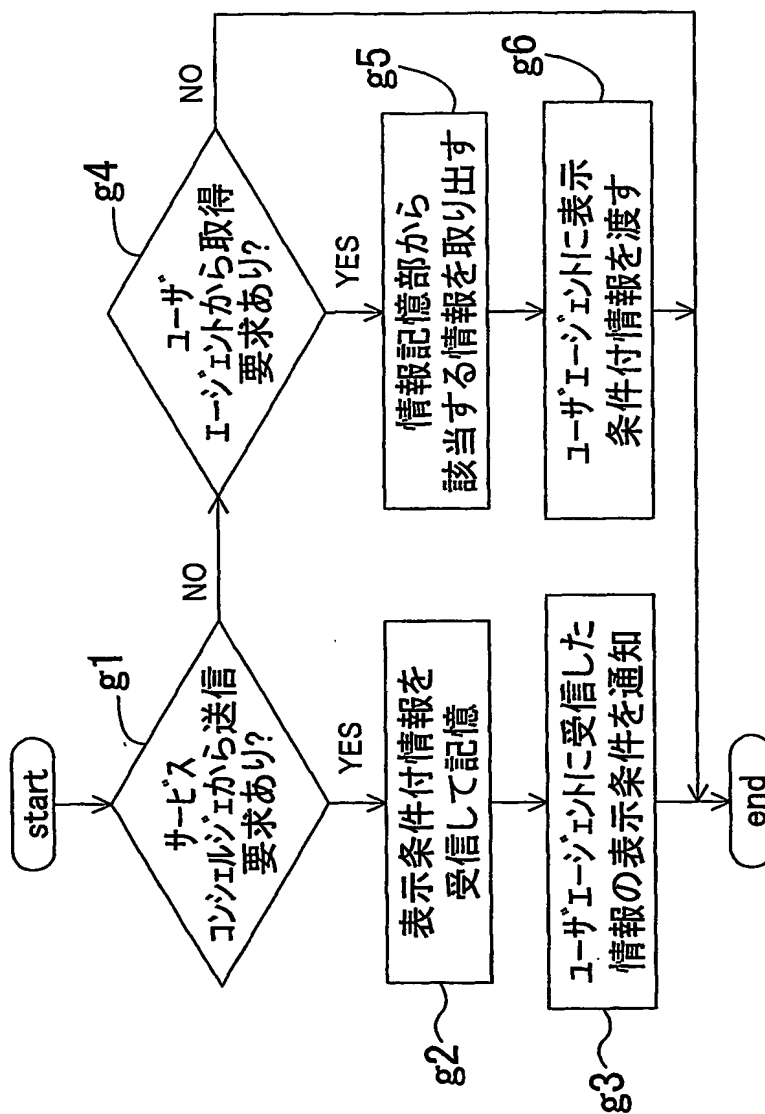 start
g1
サービス
コンシェルジェから送信
要求あり?
NO
YES
g2
表示条件付情報を
受信して記憶
g3
ユーザエージェントに受信した
情報の表示条件を通知
end
g4
ユーザ
エージェントから取得
要求あり?
NO
YES
g5
情報記憶部から
該当する情報を取り出す
g6
ユーザエージェントに表示
条件付情報を渡す